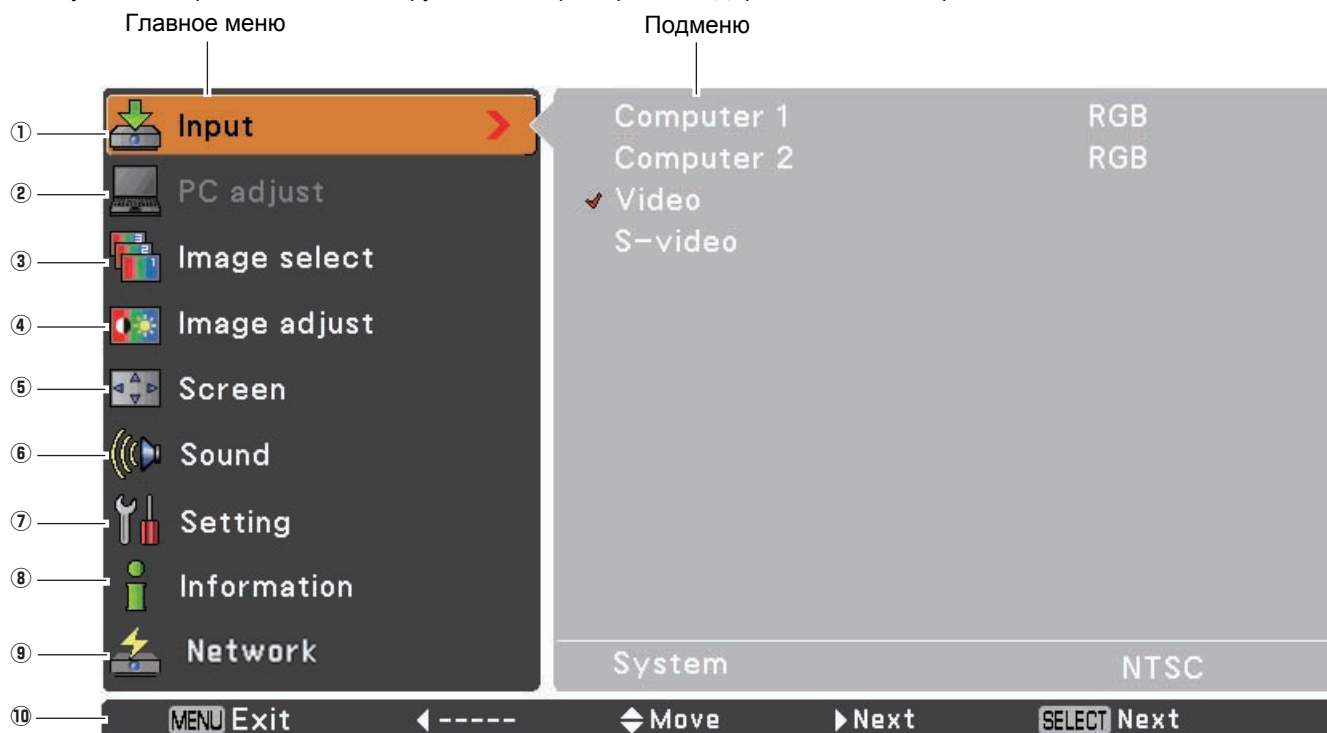 Главное меню
Подменю
① Input
② PC adjust
③ Image select
④ Image adjust
⑤ Screen
⑥ Sound
⑦ Setting
⑧ Information
⑨ Network
Computer 1 RGB
Computer 2 RGB
Video
S-video
System NTSC
⑩ MENU Exit ----- Move Next SELECT Next